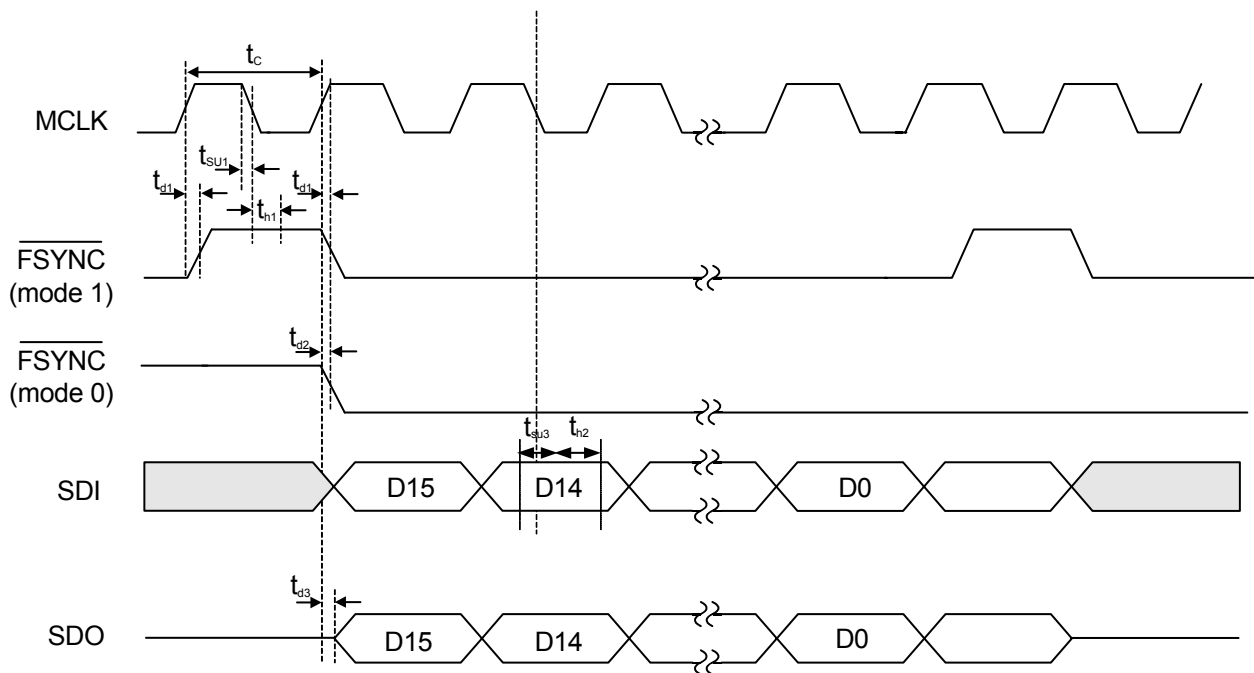 tC
MCLK
tSU1
td1
td1
th1
FSYNC
(mode 1)
td2
FSYNC
(mode 0)
tsu3
th2
SDI
D15
D14
D0
td3
SDO
D15
D14
D0